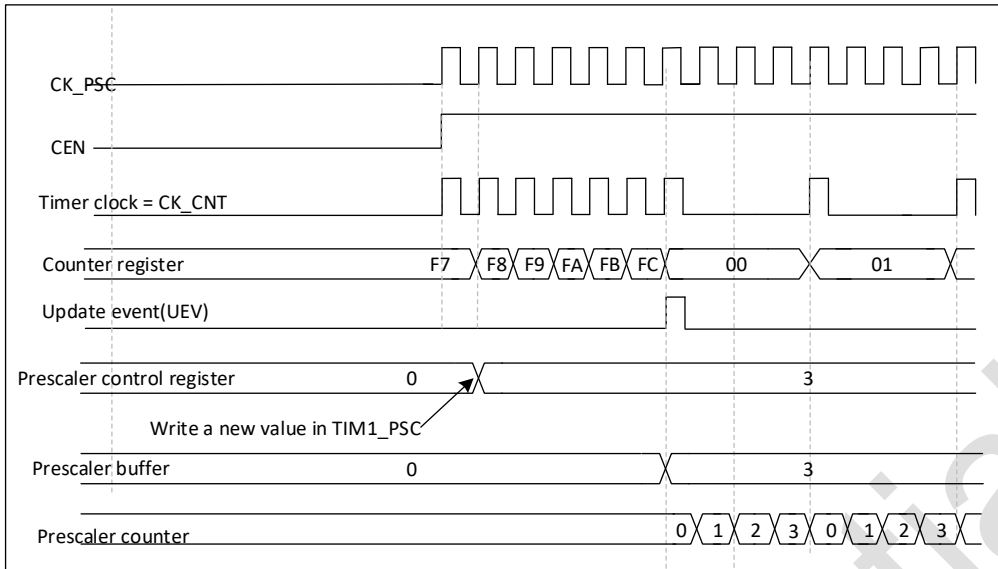 CK_PSC
CEN
Timer clock = CK_CNT
Counter register F7 F8 F9 FA FB FC 00 01
Update event(UEV)
Prescaler control register 0 3
Write a new value in TIM1_PSC
Prescaler buffer 0 3
Prescaler counter 0 1 2 3 0 1 2 3